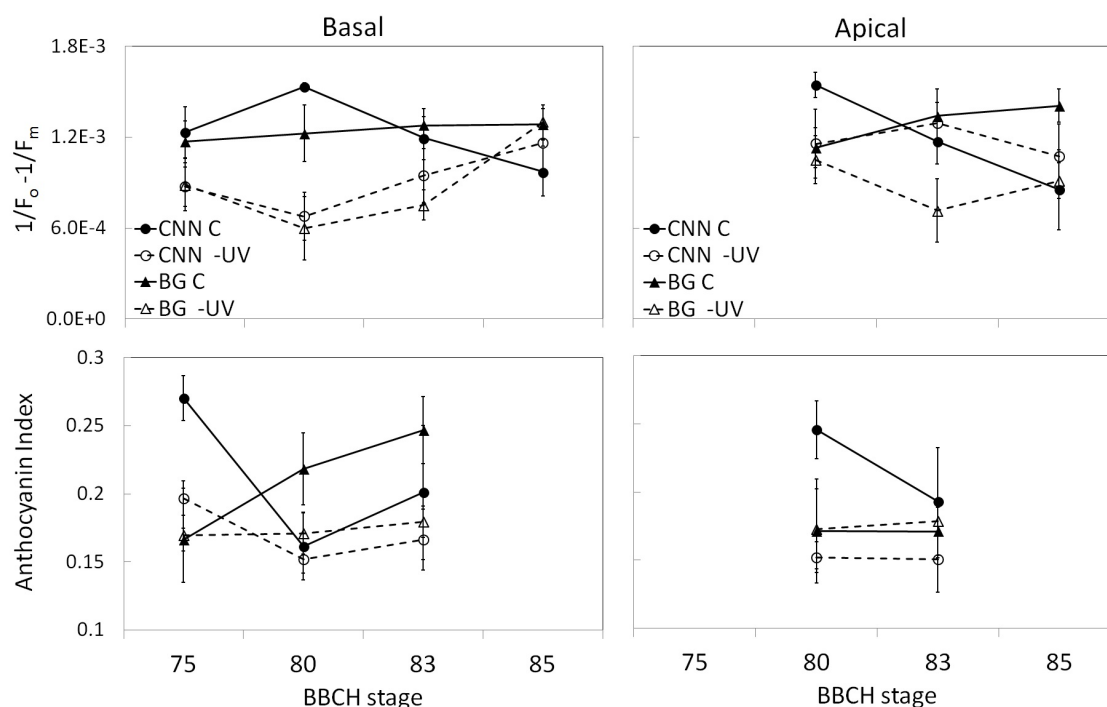 Basal
Apical
1/Fₒ -1/Fₘ
1.8E-3
1.2E-3
6.0E-4
0.0E+0
CNN C
CNN -UV
BG C
BG -UV
CNN C
CNN -UV
BG C
BG -UV
Anthocyanin Index
0.3
0.25
0.2
0.15
0.1
75 80 83 85
BBCH stage
75 80 83 85
BBCH stage